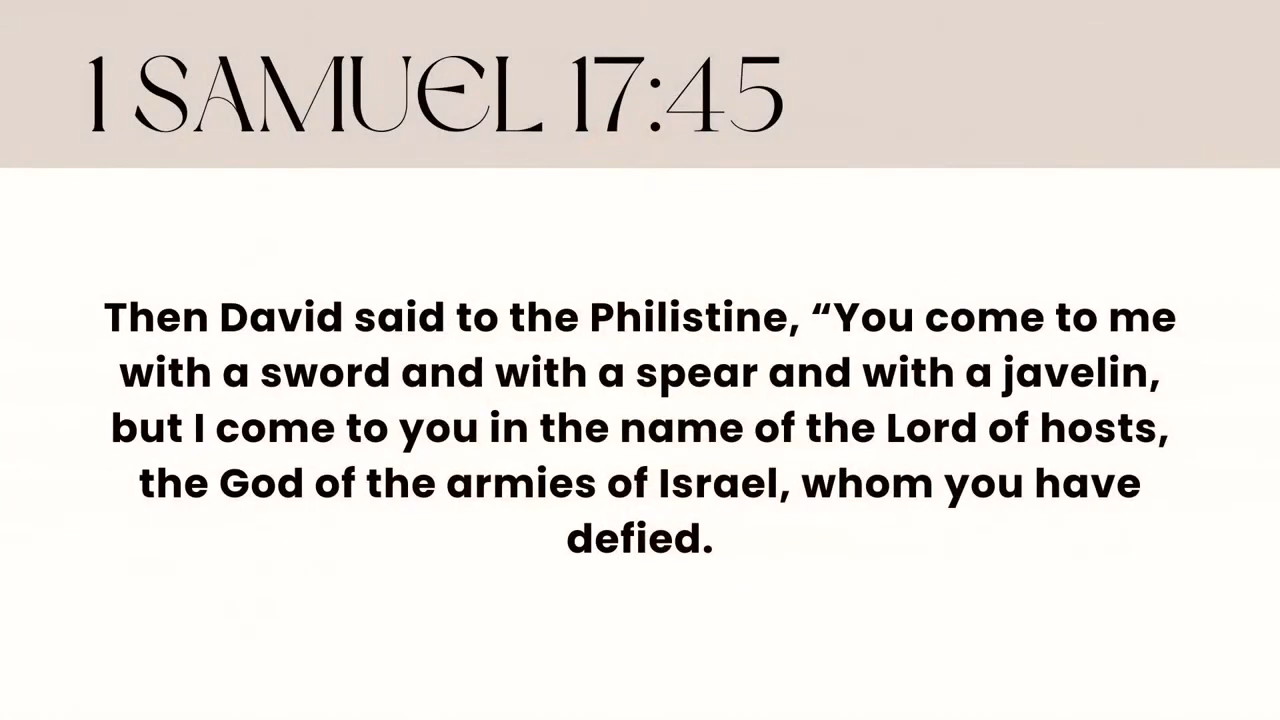 1 SAMUEL 17:45
Then David said to the Philistine, “You come to me
with a sword and with a spear and with a javelin,
but I come to you in the name of the Lord of hosts,
the God of the armies of Israel, whom you have
defied.